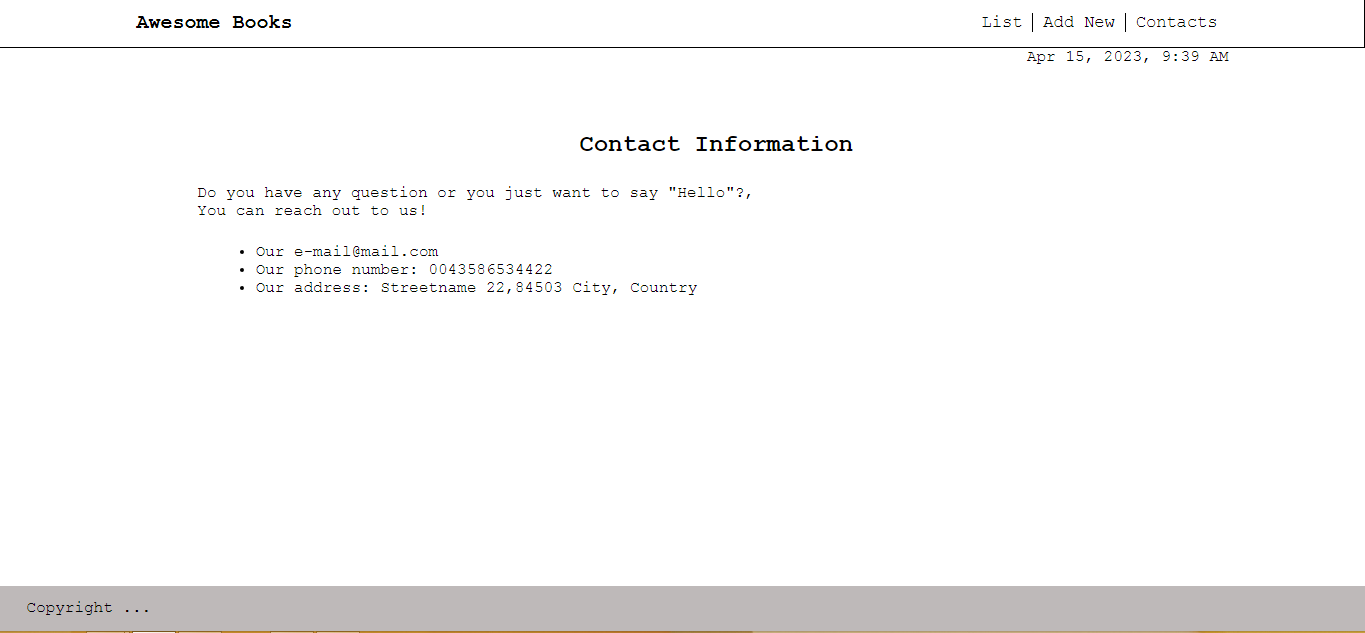 Awesome Books
List | Add New | Contacts
Apr 15, 2023, 9:39 AM
Contact Information
Do you have any question or you just want to say "Hello"?,
You can reach out to us!
• Our e-mail@mail.com
• Our phone number: 0043586534422
• Our address: Streetname 22,84503 City, Country
Copyright ...